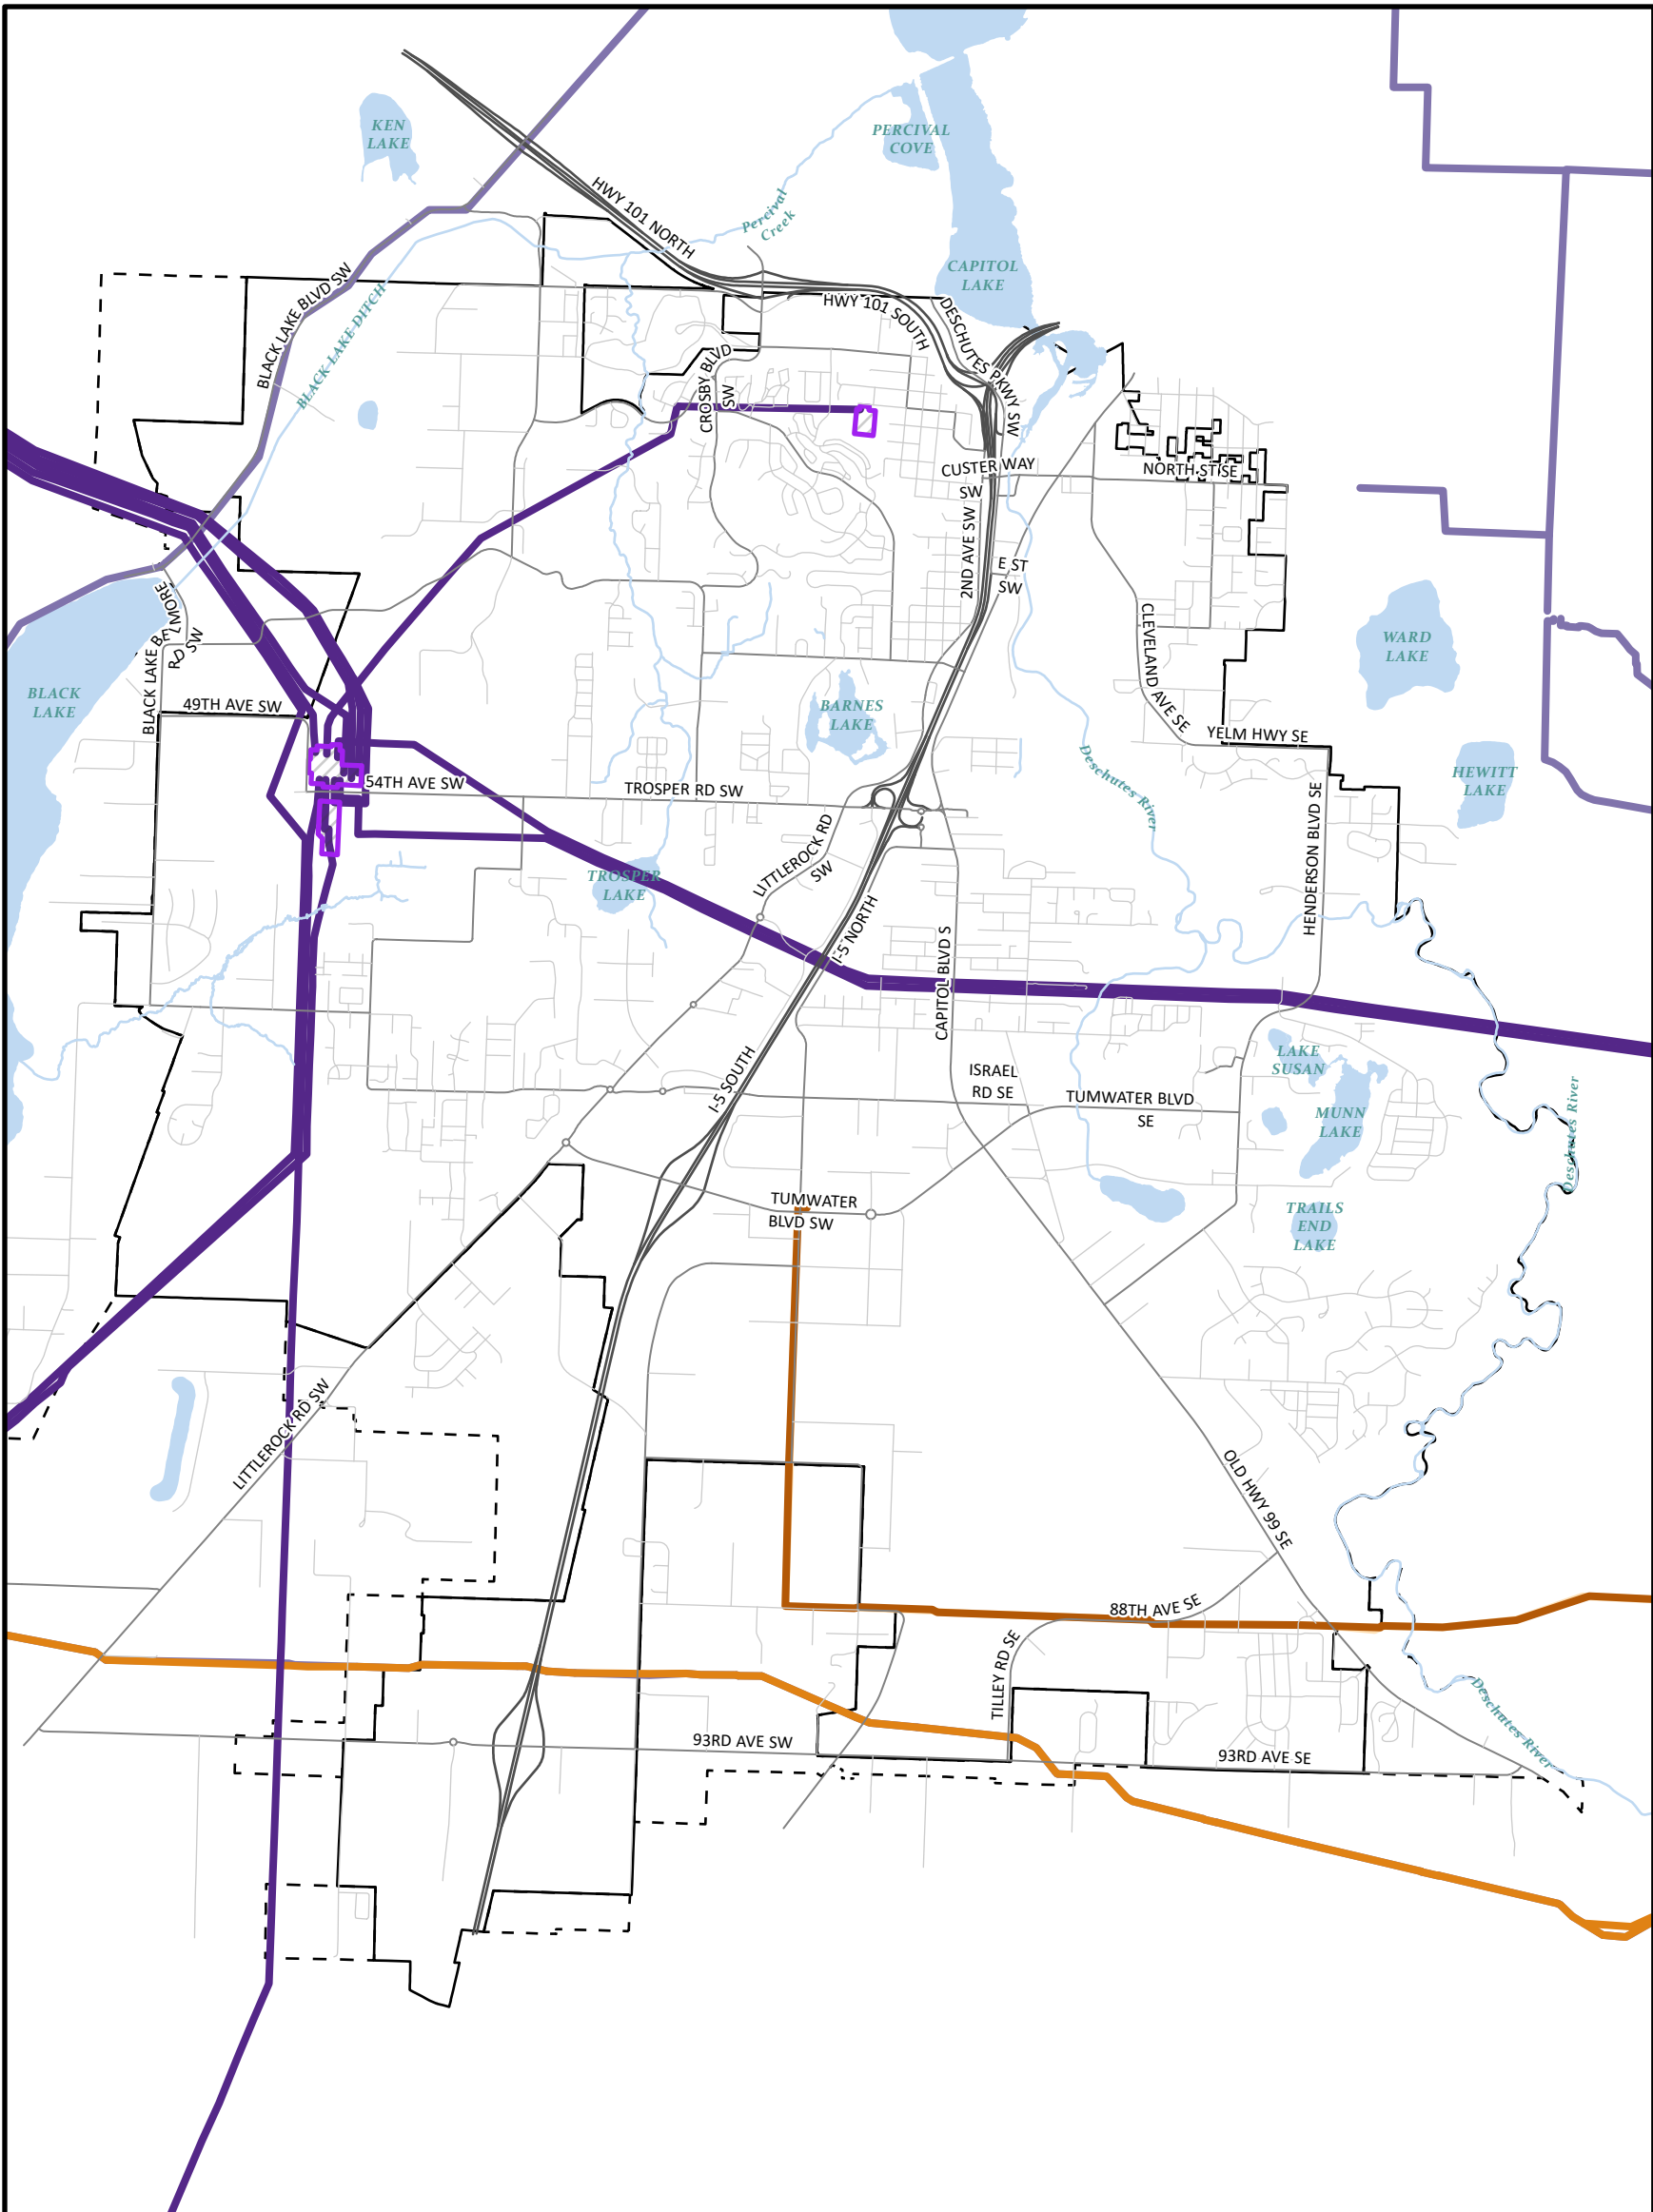 KEN
LAKE
PERCIVAL
COVE
HWY 101 NORTH
Percival
Creek
CAPITOL
LAKE
BLACK LAKE BLVD SW
BLACK LAKE DITCH
HWY 101 SOUTH
DESCHUTES PKWY SW
CROSBY BLVD
SW
CUSTER WAY
SW
NORTH ST SE
2ND AVE SW
E ST
SW
BLACK LAKE BELMORE
RD SW
CLEVELAND AVE SE
WARD
LAKE
BLACK
LAKE
49TH AVE SW
BARNES
LAKE
YELM HWY SE
Deschutes River
HEWITT
LAKE
54TH AVE SW
TROSPER RD SW
HENDERSON BLVD SE
LITTLEROCK RD
SW
TROSPER
LAKE
I-5 NORTH
CAPITOL BLVD S
LAKE
SUSAN
I-5 SOUTH
ISRAEL
RD SE
TUMWATER BLVD
SE
MUNN
LAKE
Deschutes River
TUMWATER
BLVD SW
TRAILS
END
LAKE
LITTLEROCK RD SW
OLD HWY 99 SE
88TH AVE SE
TILLEY RD SE
Deschutes River
93RD AVE SW
93RD AVE SE